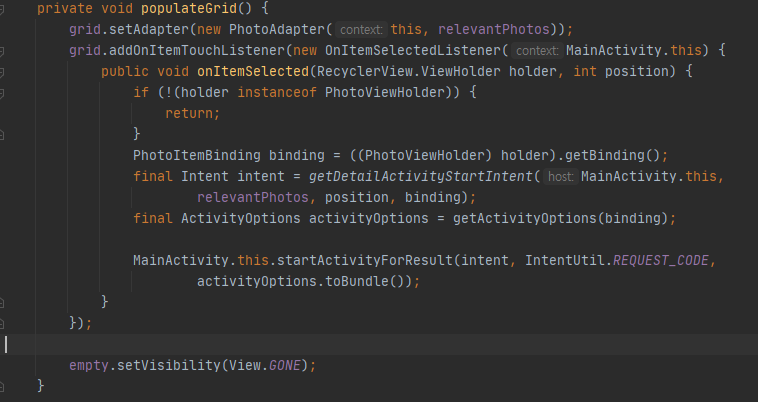 private void populateGrid() {
grid.setAdapter(new PhotoAdapter( context: this, relevantPhotos));
grid.addOnItemTouchListener(new OnItemSelectedListener( context: MainActivity.this) {
public void onItemSelected(RecyclerView.ViewHolder holder, int position) {
if (!(holder instanceof PhotoViewHolder)) {
return;
}
PhotoItemBinding binding = ((PhotoViewHolder) holder).getBinding();
final Intent intent = getDetailActivityStartIntent( host: MainActivity.this,
relevantPhotos, position, binding);
final ActivityOptions activityOptions = getActivityOptions(binding);
MainActivity.this.startActivityForResult(intent, IntentUtil.REQUEST_CODE,
activityOptions.toBundle());
}
});
empty.setVisibility(View.GONE);
}